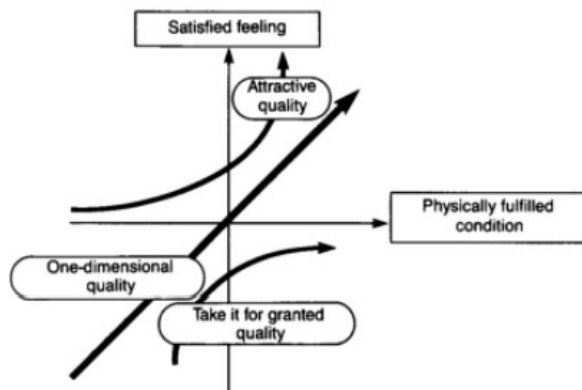 Satisfied feeling
Attractive
quality
Physically fulfilled
condition
One-dimensional
quality
Take it for granted
quality